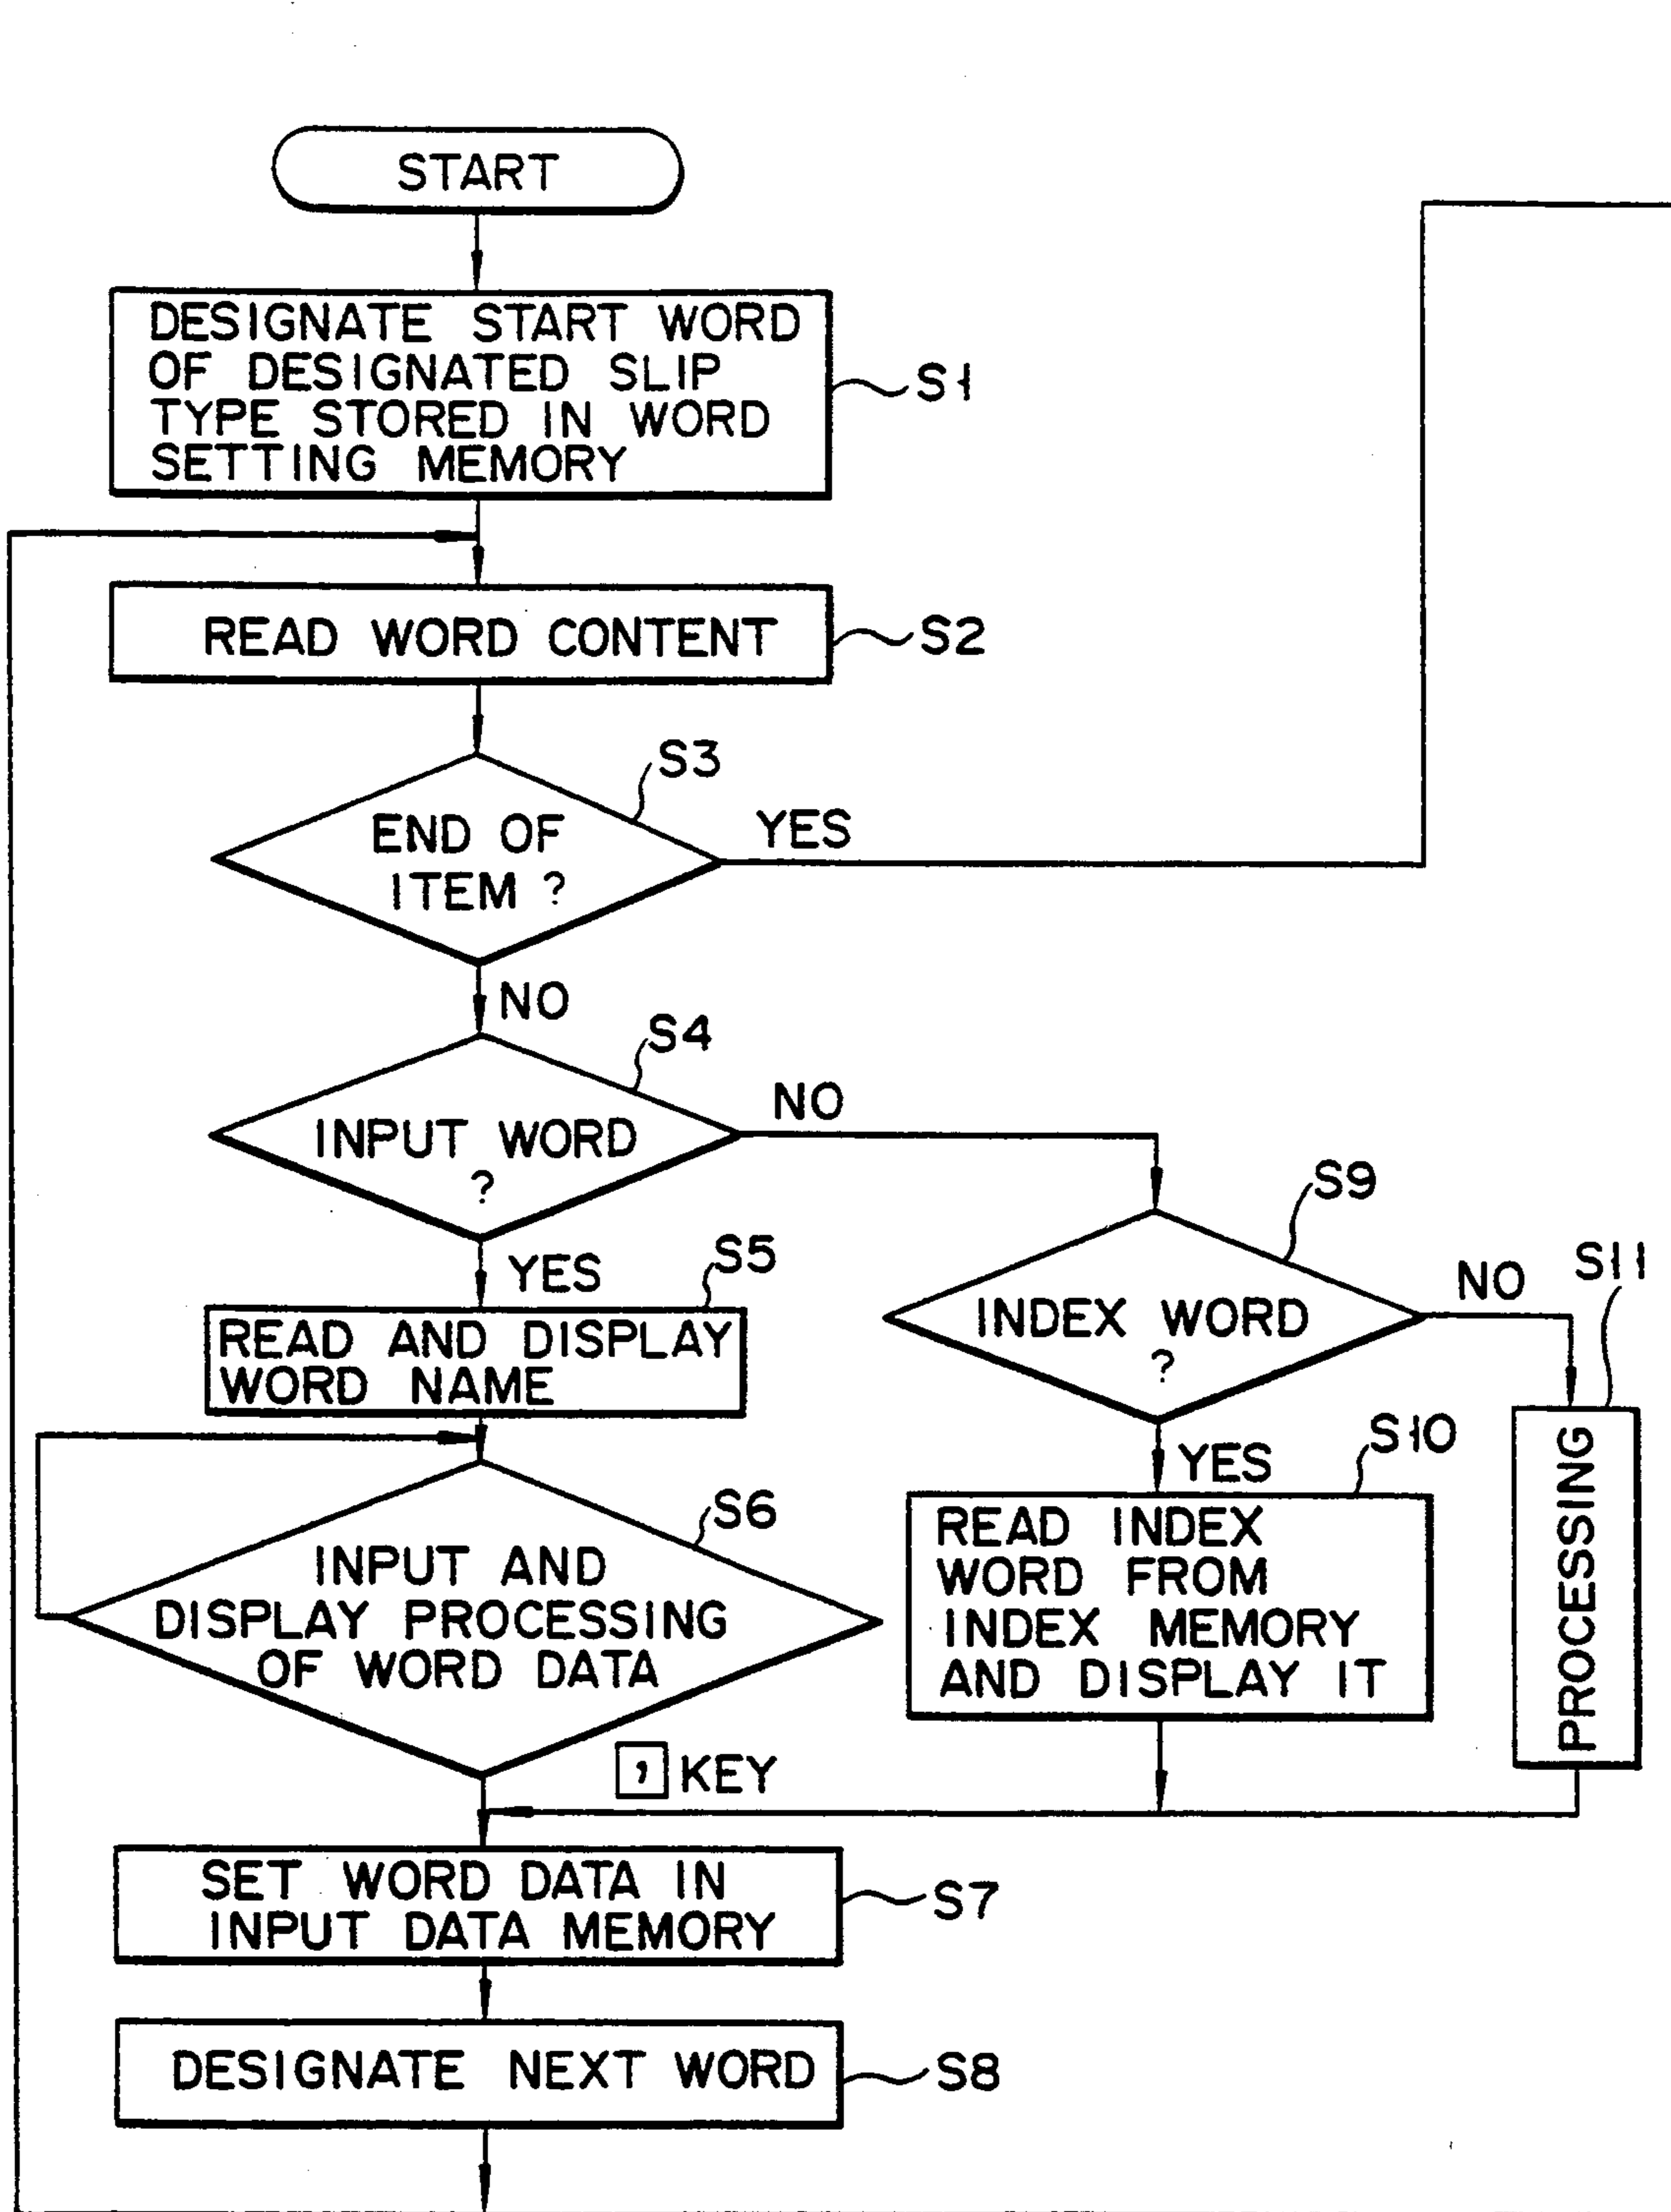 START
DESIGNATE START WORD
OF DESIGNATED SLIP
TYPE STORED IN WORD
SETTING MEMORY
S1
READ WORD CONTENT
S2
S3
END OF
ITEM ?
YES
NO
S4
INPUT WORD
?
NO
YES
S5
READ AND DISPLAY
WORD NAME
S9
INDEX WORD
?
NO
S11
PROCESSING
YES
S10
READ INDEX
WORD FROM
INDEX MEMORY
AND DISPLAY IT
S6
INPUT AND
DISPLAY PROCESSING
OF WORD DATA
, KEY
SET WORD DATA IN
INPUT DATA MEMORY
S7
DESIGNATE NEXT WORD
S8